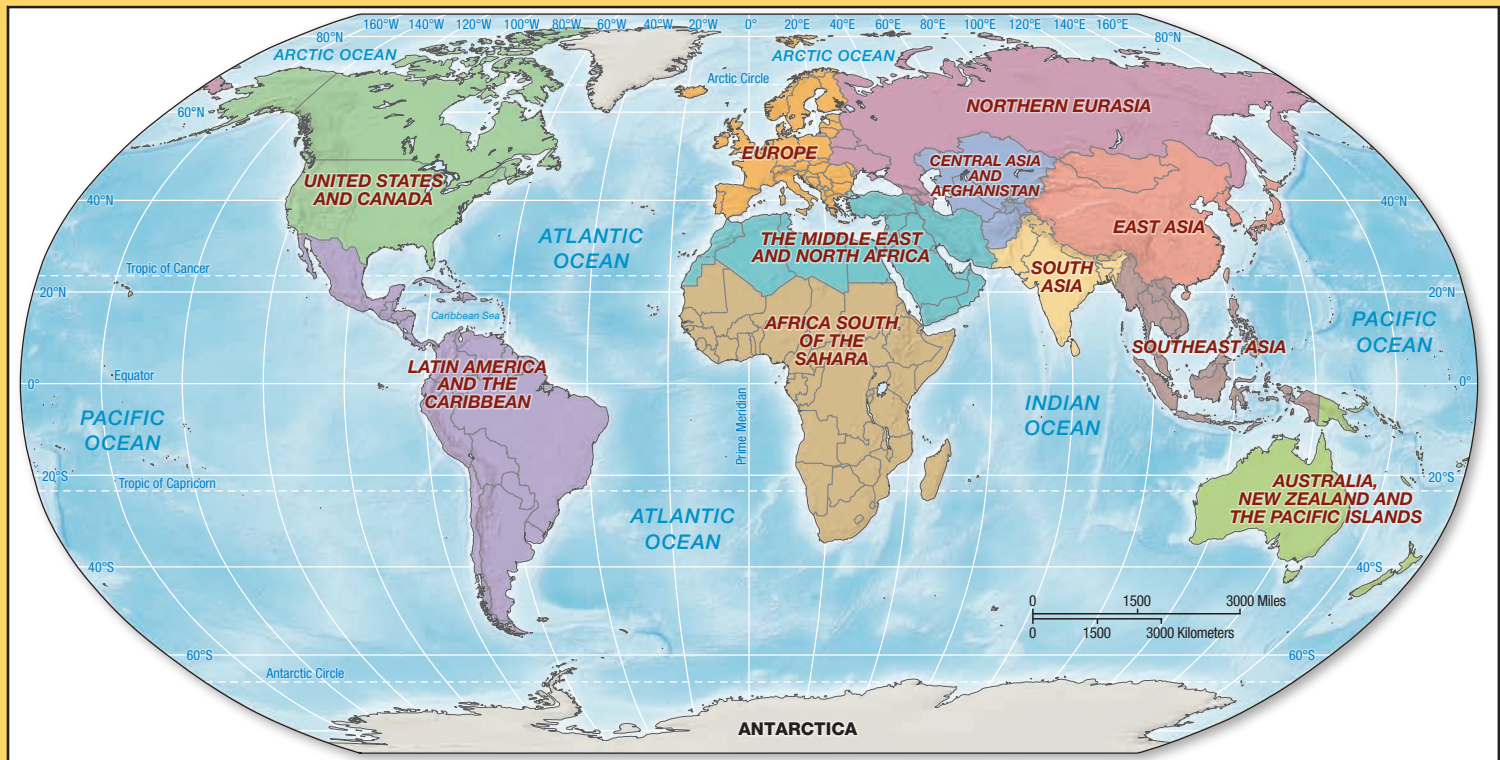 160°W 140°W 120°W 100°W 80°W 60°W 40°W 20°W 0° 20°E 40°E 60°E 80°E 100°E 120°E 140°E 160°E
80°N
80°N
ARCTIC OCEAN
ARCTIC OCEAN
Arctic Circle
60°N
60°N
NORTHERN EURASIA
EUROPE
CENTRAL ASIA
AND
AFGHANISTAN
UNITED STATES
AND CANADA
40°N
40°N
EAST ASIA
ATLANTIC
OCEAN
THE MIDDLE EAST
AND NORTH AFRICA
SOUTH
ASIA
Tropic of Cancer
20°N
20°N
Caribbean Sea
AFRICA SOUTH
OF THE
SAHARA
PACIFIC
OCEAN
SOUTHEAST ASIA
LATIN AMERICA
AND THE
CARIBBEAN
Equator
0°
0°
PACIFIC
OCEAN
Prime Meridian
INDIAN
OCEAN
20°S
20°S
Tropic of Capricorn
AUSTRALIA,
NEW ZEALAND AND
THE PACIFIC ISLANDS
ATLANTIC
OCEAN
40°S
40°S
0 1500 3000 Miles
0 1500 3000 Kilometers
60°S
60°S
Antarctic Circle
ANTARCTICA